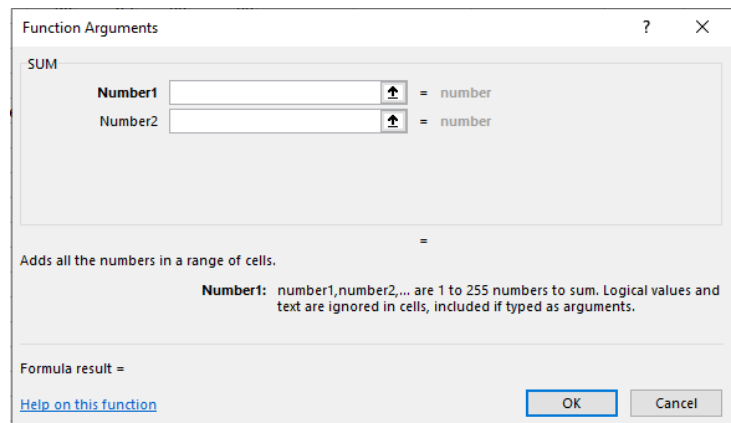 Function Arguments ? ×
SUM
Number1 = number
Number2 = number
=
Adds all the numbers in a range of cells.
Number1: number1,number2,... are 1 to 255 numbers to sum. Logical values and
text are ignored in cells, included if typed as arguments.
Formula result =
Help on this function OK Cancel